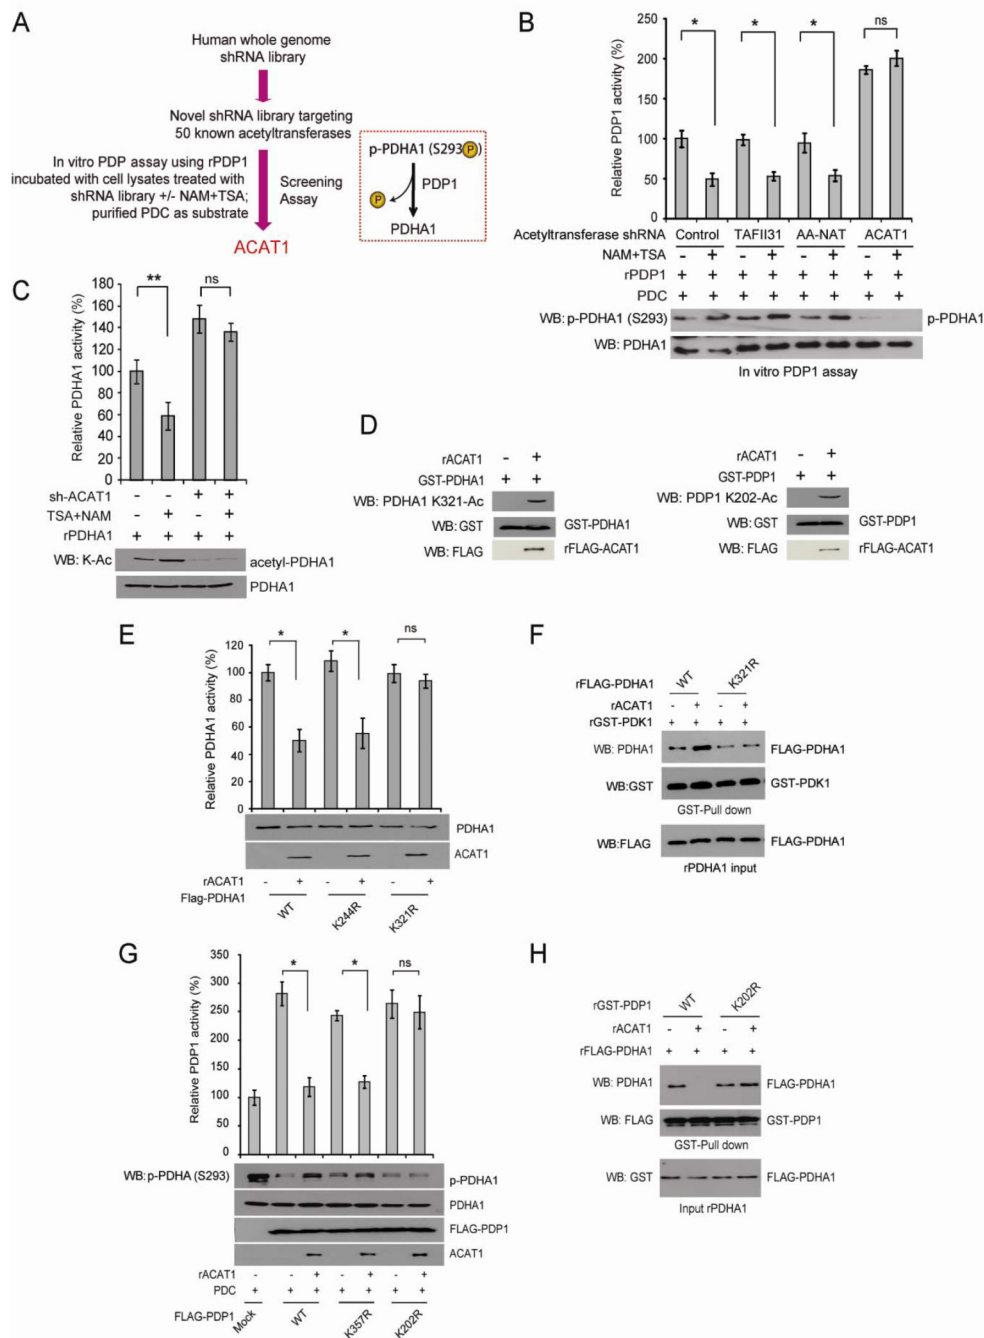 A
Human whole genome
shRNA library
Novel shRNA library targeting
50 known acetyltransferases
In vitro PDP assay using rPDP1
incubated with cell lysates treated with
shRNA library +/- NAM+TSA;
purified PDC as substrate
Screening
Assay
ACAT1
p-PDHA1 (S293 P)
P
PDP1
PDHA1
B
Relative PDP1 activity (%)
250
200
150
100
50
0
* * * ns
Acetyltransferase shRNA Control TAFII31 AA-NAT ACAT1
NAM+TSA - + - + - + - +
rPDP1 + + + + + + + +
PDC + + + + + + + +
WB: p-PDHA1 (S293) p-PDHA1
WB: PDHA1
In vitro PDP1 assay
C
Relative PDHA1 activity (%)
180
160
140
120
100
80
60
40
20
0
** ns
sh-ACAT1 - - + +
TSA+NAM - + - +
rPDHA1 + + + +
WB: K-Ac acetyl-PDHA1
PDHA1
D
rACAT1 - +
GST-PDHA1 + +
WB: PDHA1 K321-Ac
WB: GST GST-PDHA1
WB: FLAG rFLAG-ACAT1
rACAT1 - +
GST-PDP1 + +
WB: PDP1 K202-Ac
WB: GST GST-PDP1
WB: FLAG rFLAG-ACAT1
E
Relative PDHA1 activity (%)
120
100
80
60
40
20
0
* * ns
PDHA1
ACAT1
rACAT1 - + - + - +
Flag-PDHA1 WT K244R K321R
F
rFLAG-PDHA1 WT K321R
rACAT1 - + - +
rGST-PDK1 + + + +
WB: PDHA1 FLAG-PDHA1
WB:GST GST-PDK1
GST-Pull down
WB:FLAG FLAG-PDHA1
rPDHA1 input
G
Relative PDP1 activity (%)
350
300
250
200
150
100
50
0
* * ns
WB:p-PDHA (S293) p-PDHA1
PDHA1
FLAG-PDP1
ACAT1
rACAT1 - - + - + - +
PDC + + + + + + +
FLAG-PDP1 Mock WT K357R K202R
H
rGST-PDP1 WT K202R
rACAT1 - + - +
rFLAG-PDHA1 + + + +
WB: PDHA1 FLAG-PDHA1
WB: FLAG GST-PDP1
GST-Pull down
WB: GST FLAG-PDHA1
Input rPDHA1